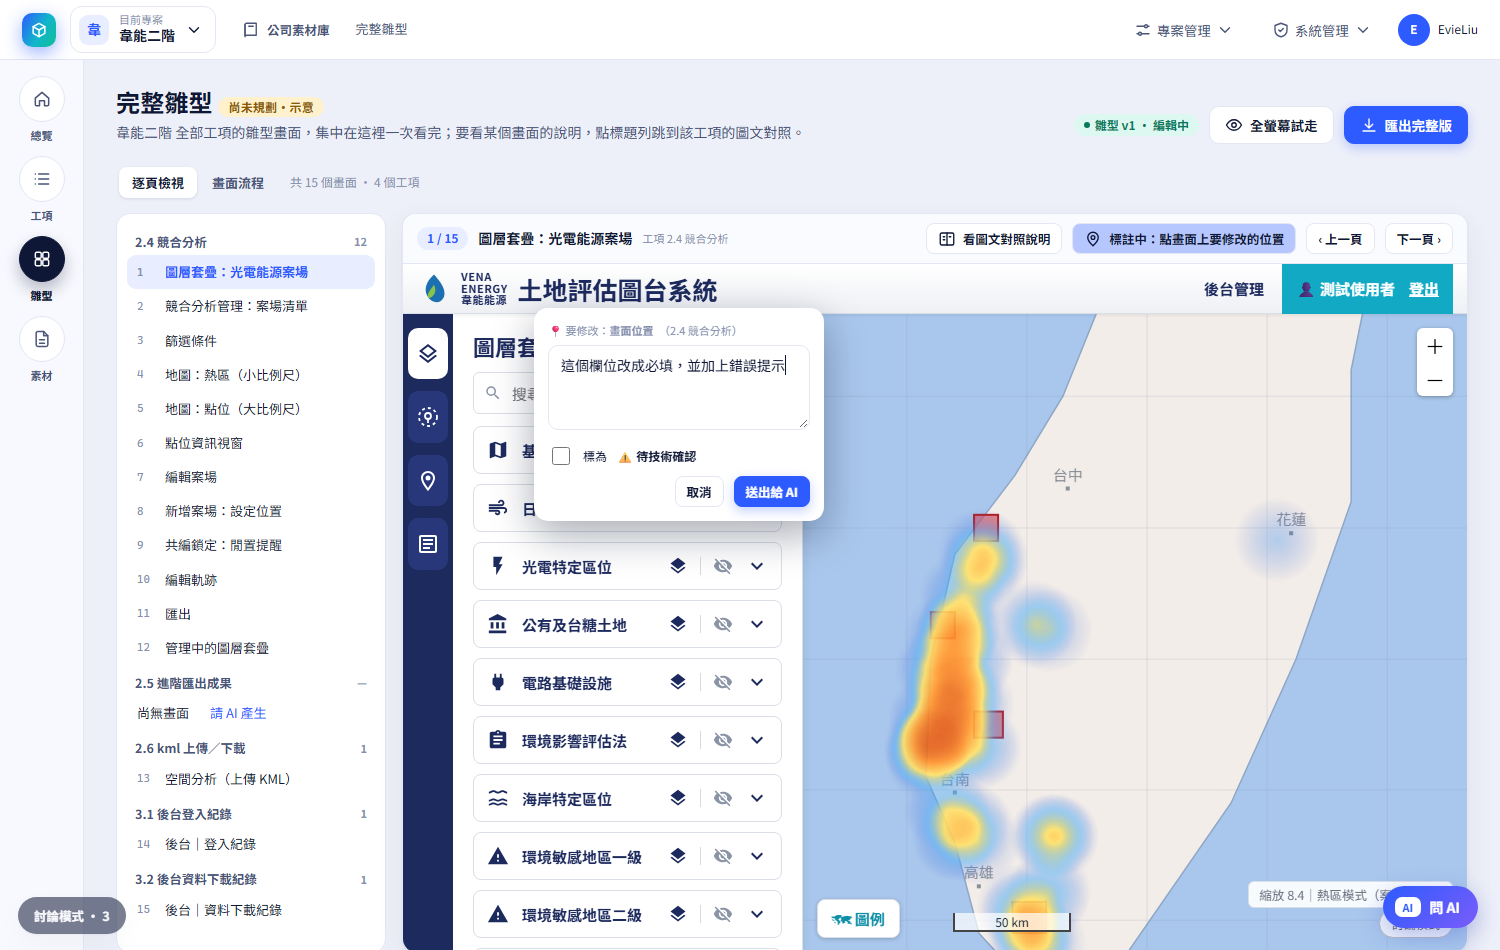 韋
目前專案
韋能二階
公司素材庫
完整雛型
專案管理
系統管理
E
EvieLiu
總覽
工項
雛型
素材
完整雛型
尚未規劃・示意
韋能二階 全部工項的雛型畫面，集中在這裡一次看完；要看某個畫面的說明，點標題列跳到該工項的圖文對照。
雛型 v1 ・ 編輯中
全螢幕試走
匯出完整版
逐頁檢視
畫面流程
共 15 個畫面 ・ 4 個工項
2.4 競合分析 12
1 圖層套疊：光電能源案場
2 競合分析管理：案場清單
3 篩選條件
4 地圖：熱區（小比例尺）
5 地圖：點位（大比例尺）
6 點位資訊視窗
7 編輯案場
8 新增案場：設定位置
9 共編鎖定：閒置提醒
10 編輯軌跡
11 匯出
12 管理中的圖層套疊
2.5 進階匯出成果 —
尚無畫面 請 AI 產生
2.6 kml 上傳／下載 1
13 空間分析（上傳 KML）
3.1 後台登入紀錄 1
14 後台｜登入紀錄
3.2 後台資料下載紀錄 1
15 後台｜資料下載紀錄
討論模式 ・ 3
1 / 15
圖層套疊：光電能源案場
工項 2.4 競合分析
看圖文對照說明
標註中：點畫面上要修改的位置
‹ 上一頁
下一頁 ›
VENA
ENERGY
韋能能源
土地評估圖台系統
後台管理
測試使用者 登出
圖層套
搜尋
基
日
📍 要修改：畫面位置 （2.4 競合分析）
這個欄位改成必填，並加上錯誤提示
標為 ⚠️ 待技術確認
取消
送出給 AI
光電特定區位
公有及台糖土地
電路基礎設施
環境影響評估法
海岸特定區位
環境敏感地區一級
環境敏感地區二級
+
−
台中
花蓮
台南
高雄
圖例
50 km
縮放 8.4｜熱區模式（案
AI 問 AI